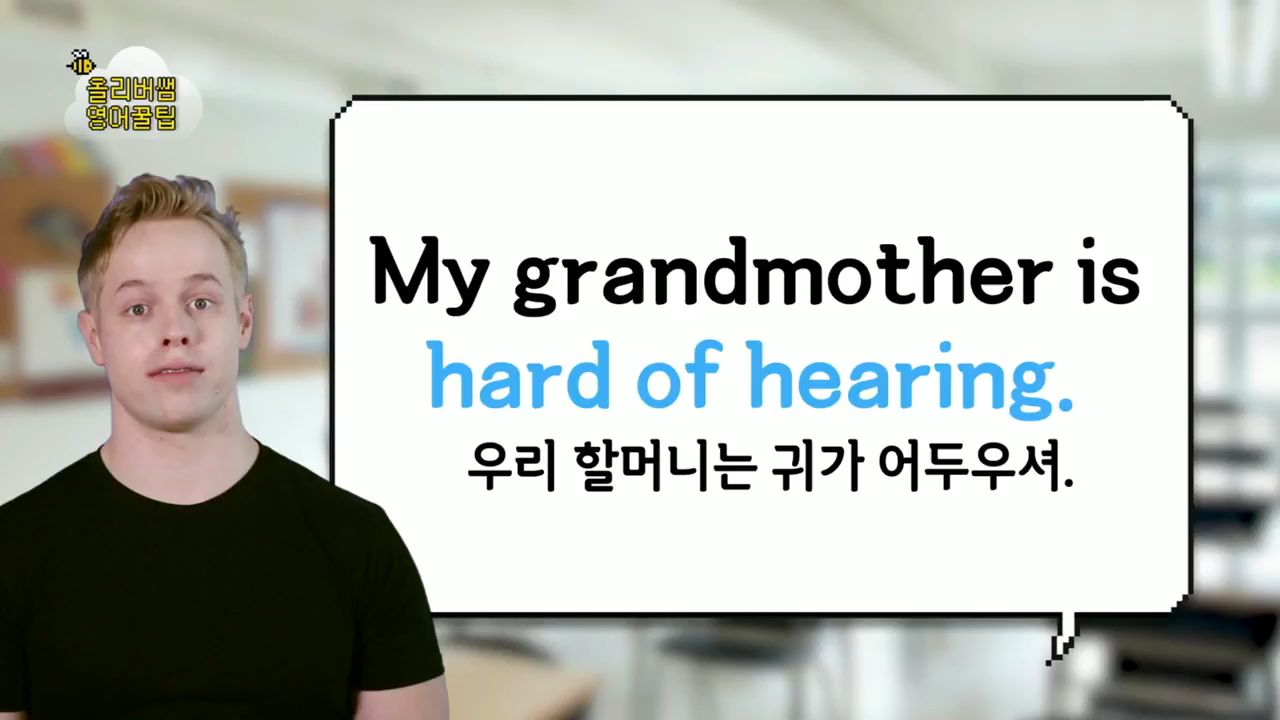 올리버쌤
영어꿀팁
My grandmother is
hard of hearing.
우리 할머니는 귀가 어두우셔.